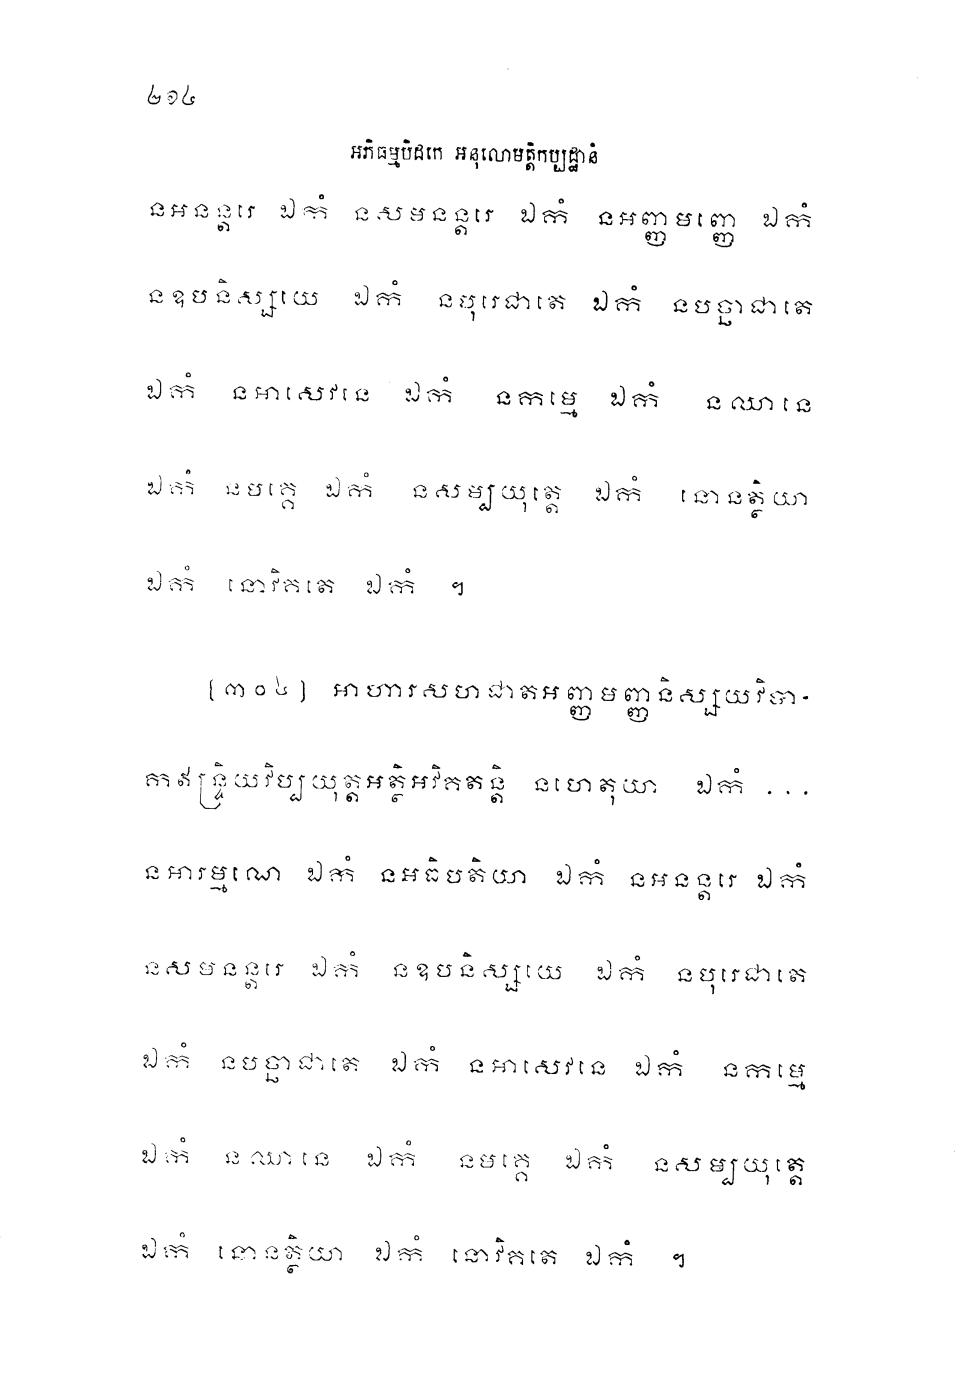 ២១៤
អភិធម្មបិដកេ អនុលោមត្តិកប្បដ្ឋានំ
នអនន្តរេ ឯកំ នសមនន្តរេ ឯកំ នអញ្ញមញ្ញេ ឯកំ
នឧបនិស្សយេ ឯកំ នបុរេជាតេ ឯកំ នបច្ឆាជាតេ
ឯកំ នអាសេវនេ ឯកំ នកម្មេ ឯកំ នឈានេ
ឯកំ នមគ្គេ ឯកំ នសម្បយុត្តេ ឯកំ នោនត្ថិយា
ឯកំ នោវិគតេ ឯកំ ៗ
(៣០៤) អាហារសហជាតអញ្ញមញ្ញនិស្សយវិបា-
កឥន្ទ្រិយវិប្បយុត្តអត្ថិអវិគតន្តិ នហេតុយា ឯកំ ...
នអារម្មណេ ឯកំ នអធិបតិយា ឯកំ នអនន្តរេ ឯកំ
នសមនន្តរេ ឯកំ នឧបនិស្សយេ ឯកំ នបុរេជាតេ
ឯកំ នបច្ឆាជាតេ ឯកំ នអាសេវនេ ឯកំ នកម្មេ
ឯកំ នឈានេ ឯកំ នមគ្គេ ឯកំ នសម្បយុត្តេ
ឯកំ នោនត្ថិយា ឯកំ នោវិគតេ ឯកំ ៗ